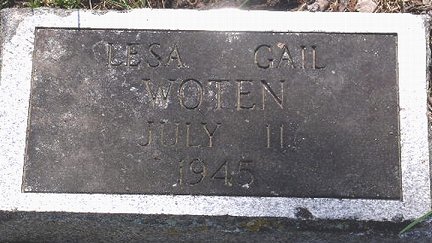 LESA GAIL
WOTEN
JULY 11
1945